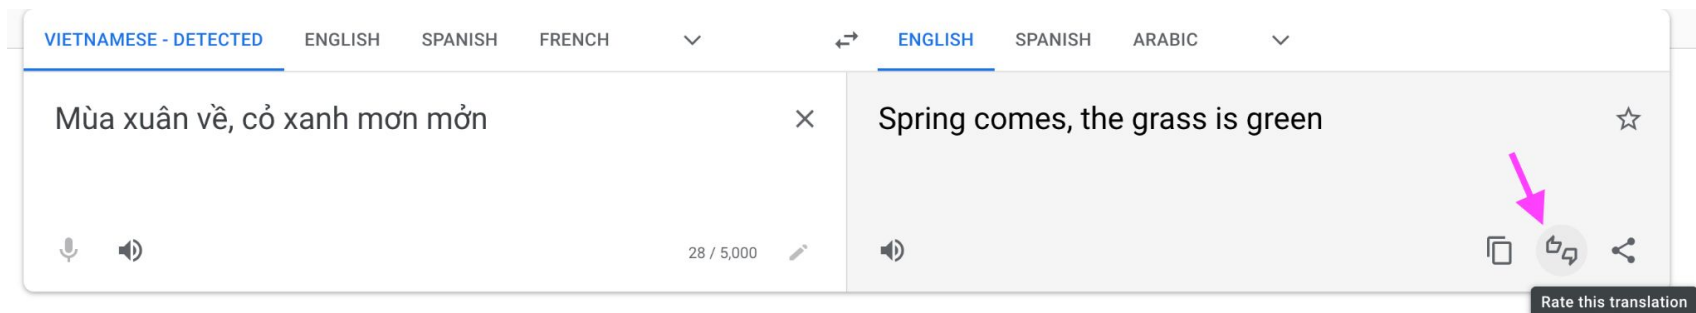 VIETNAMESE - DETECTED ENGLISH SPANISH FRENCH ENGLISH SPANISH ARABIC
Mùa xuân về, cỏ xanh mơn mởn
Spring comes, the grass is green
28 / 5,000
Rate this translation